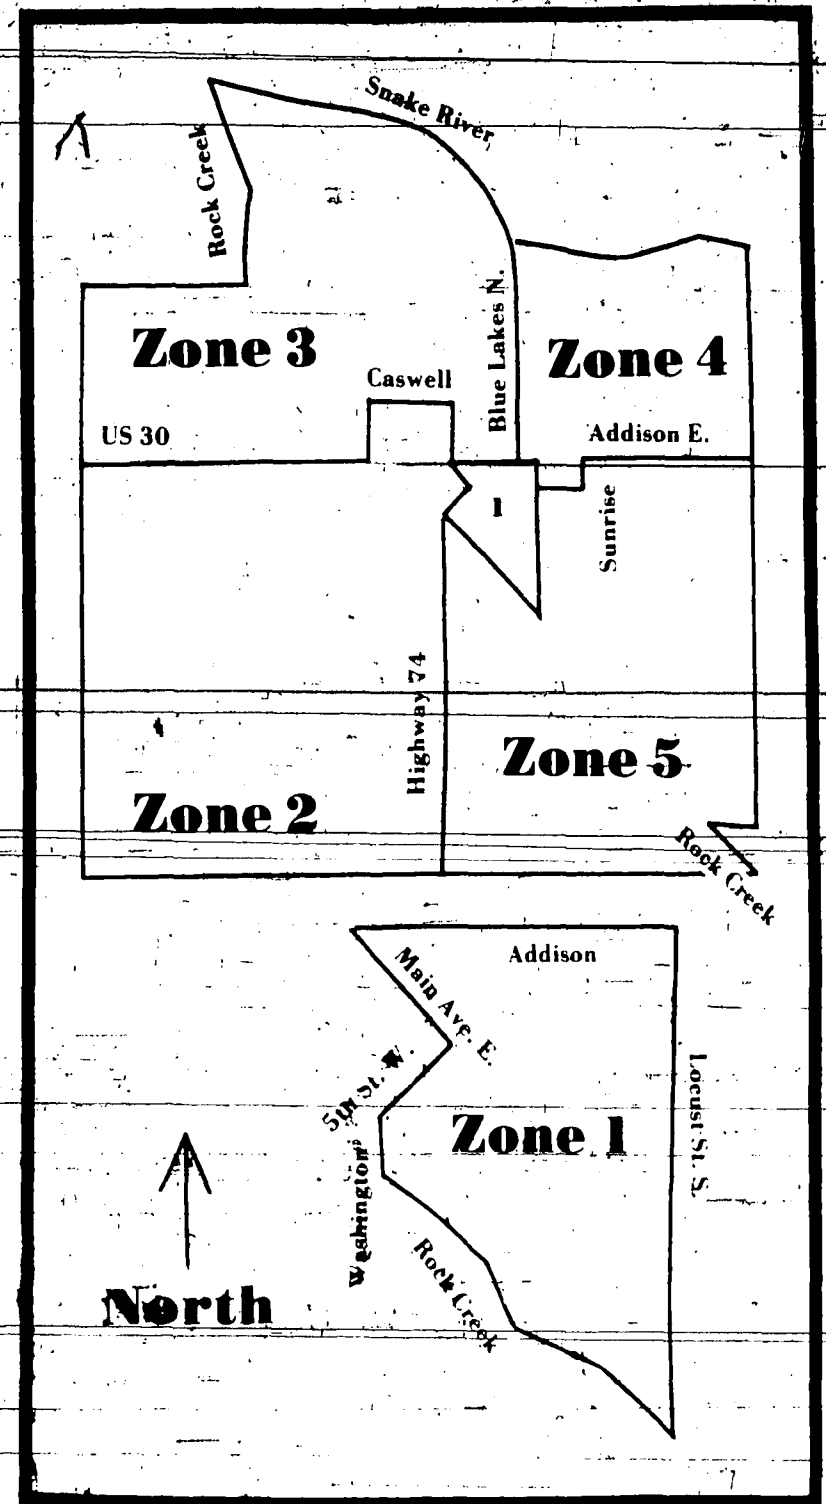 Snake River
Rock Creek
Blue Lakes N.
Zone 3
Zone 4
Caswell
US 30
Addison E.
1
Sunrise
Highway 74
Zone 5
Zone 2
Rock Creek
Addison
Main Ave. E.
5th St. W.
Locust St. S.
Zone 1
Washington
Rock Creek
North